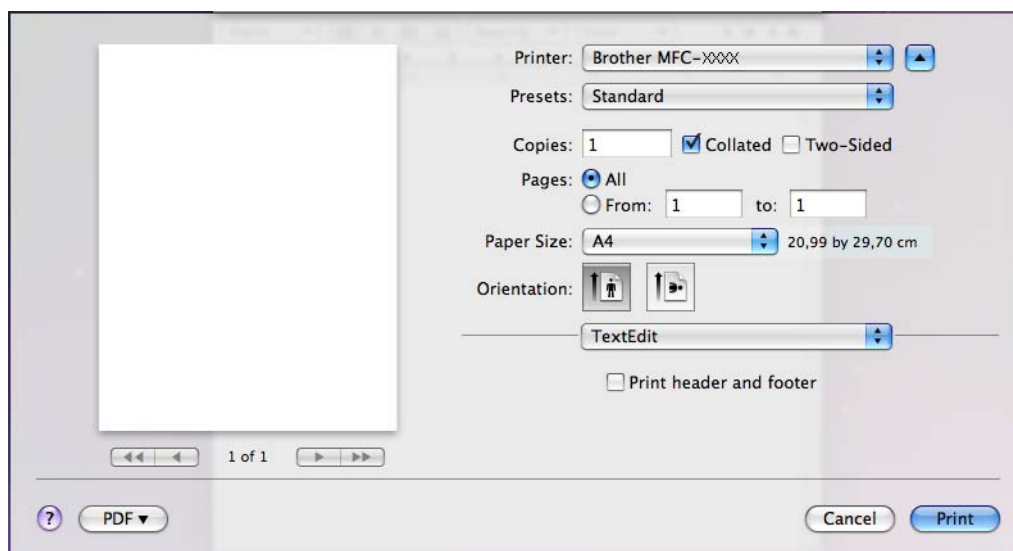 Printer: Brother MFC-XXXX
Presets: Standard
Copies: 1 Collated Two-Sided
Pages: All
From: 1 to: 1
Paper Size: A4 20,99 by 29,70 cm
Orientation:
TextEdit
Print header and footer
1 of 1
? PDF Cancel Print